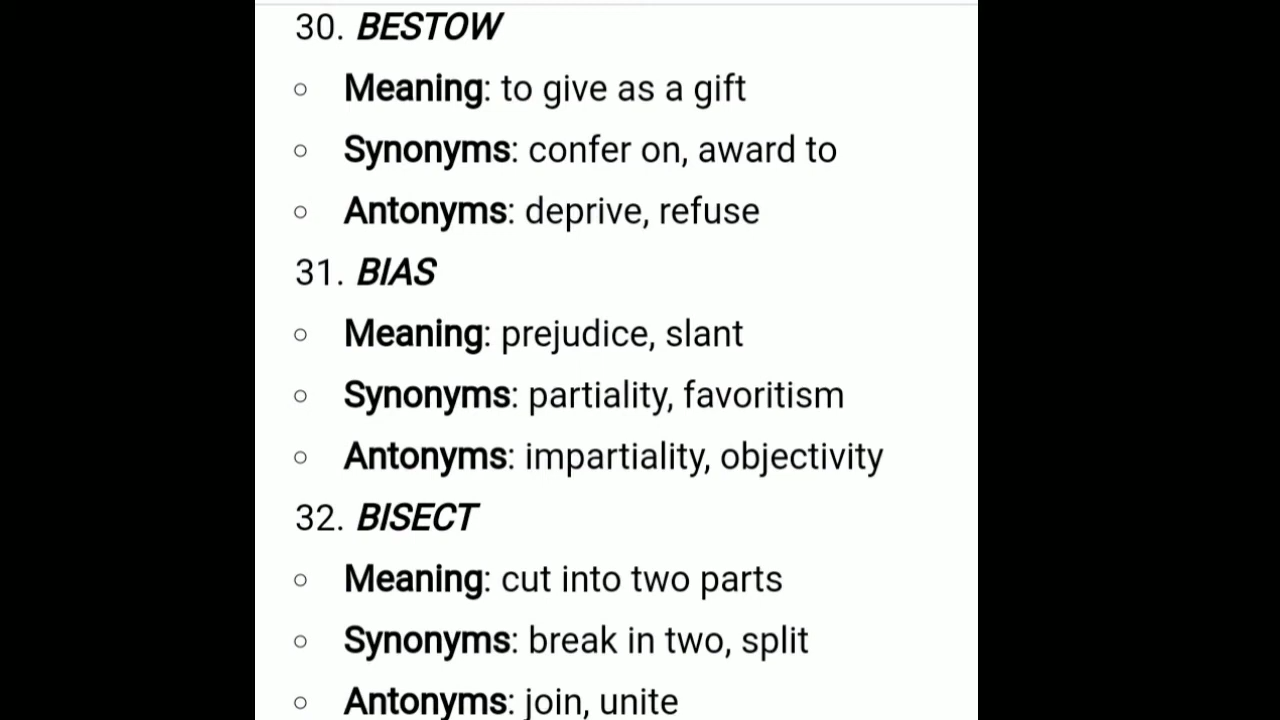 30. BESTOW
○ Meaning: to give as a gift
○ Synonyms: confer on, award to
○ Antonyms: deprive, refuse
31. BIAS
○ Meaning: prejudice, slant
○ Synonyms: partiality, favoritism
○ Antonyms: impartiality, objectivity
32. BISECT
○ Meaning: cut into two parts
○ Synonyms: break in two, split
○ Antonyms: join, unite